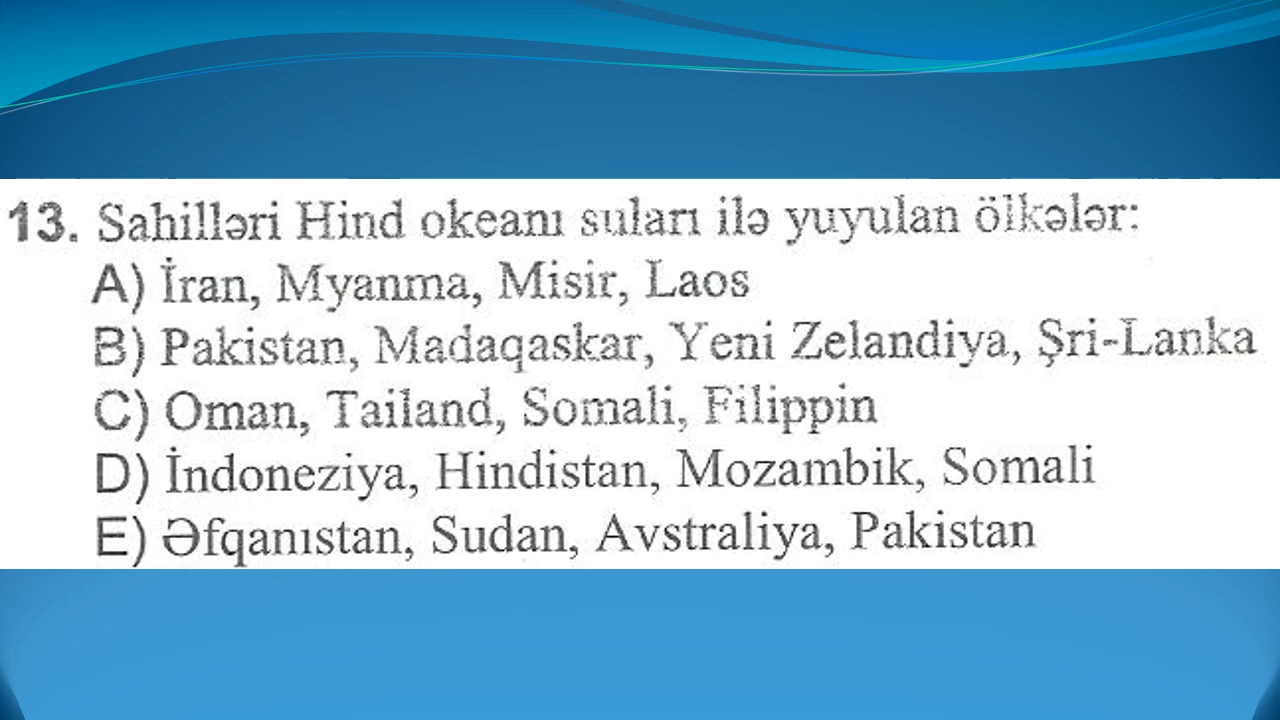 13. Sahilləri Hind okeanı suları ilə yuyulan ölkələr:
A) İran, Myanma, Misir, Laos
B) Pakistan, Madaqaskar, Yeni Zelandiya, Şri-Lanka
C) Oman, Tailand, Somali, Filippin
D) İndoneziya, Hindistan, Mozambik, Somali
E) Əfqanıstan, Sudan, Avstraliya, Pakistan